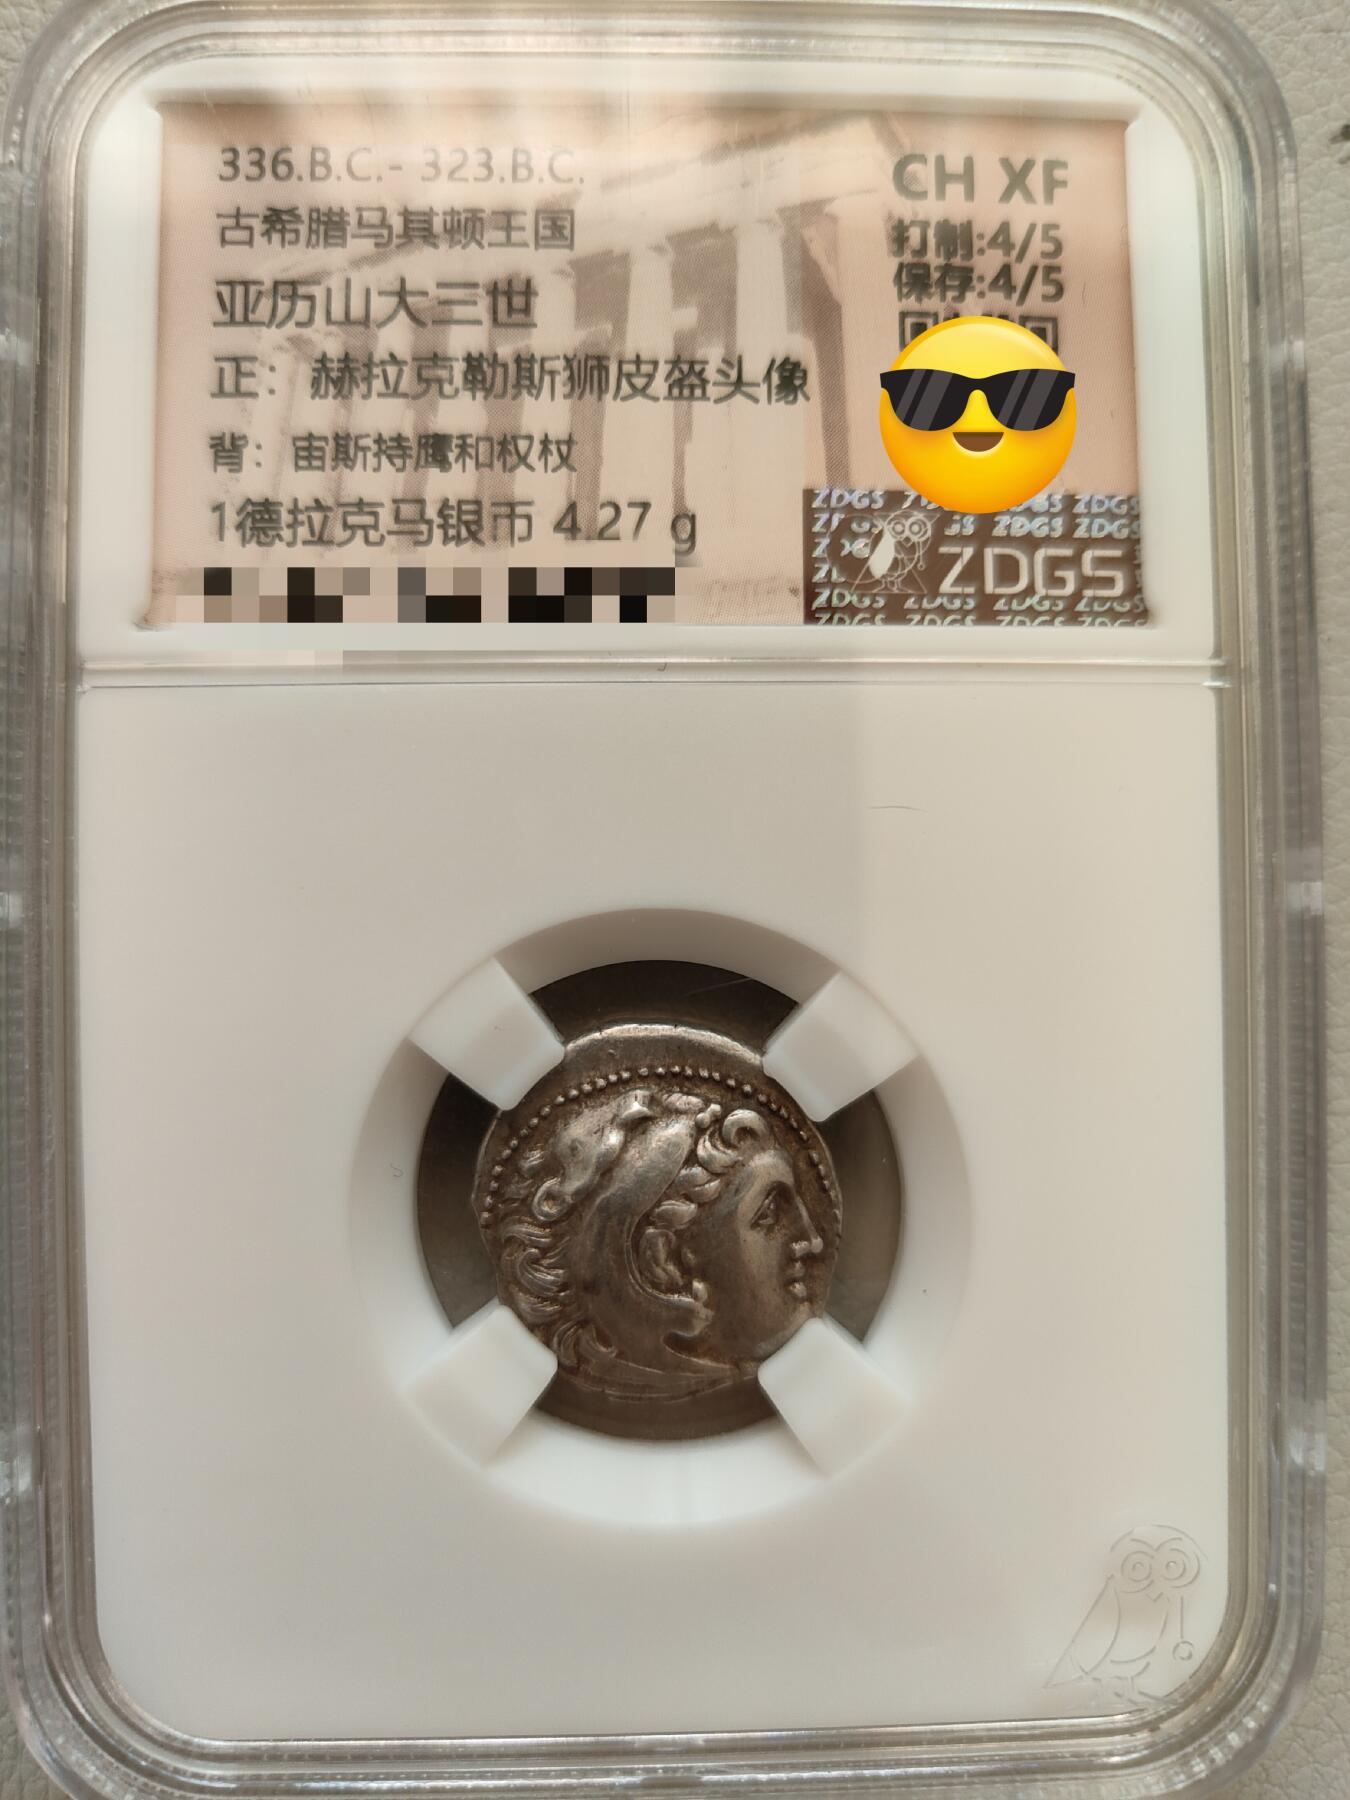 336.B.C.- 323.B.C.
古希腊马其顿王国
亚历山大三世
正：赫拉克勒斯狮皮盔头像
背：宙斯持鹰和权杖
1德拉克马银币 4.27 g
CH XF
打制:4/5
保存:4/5
ZDGS